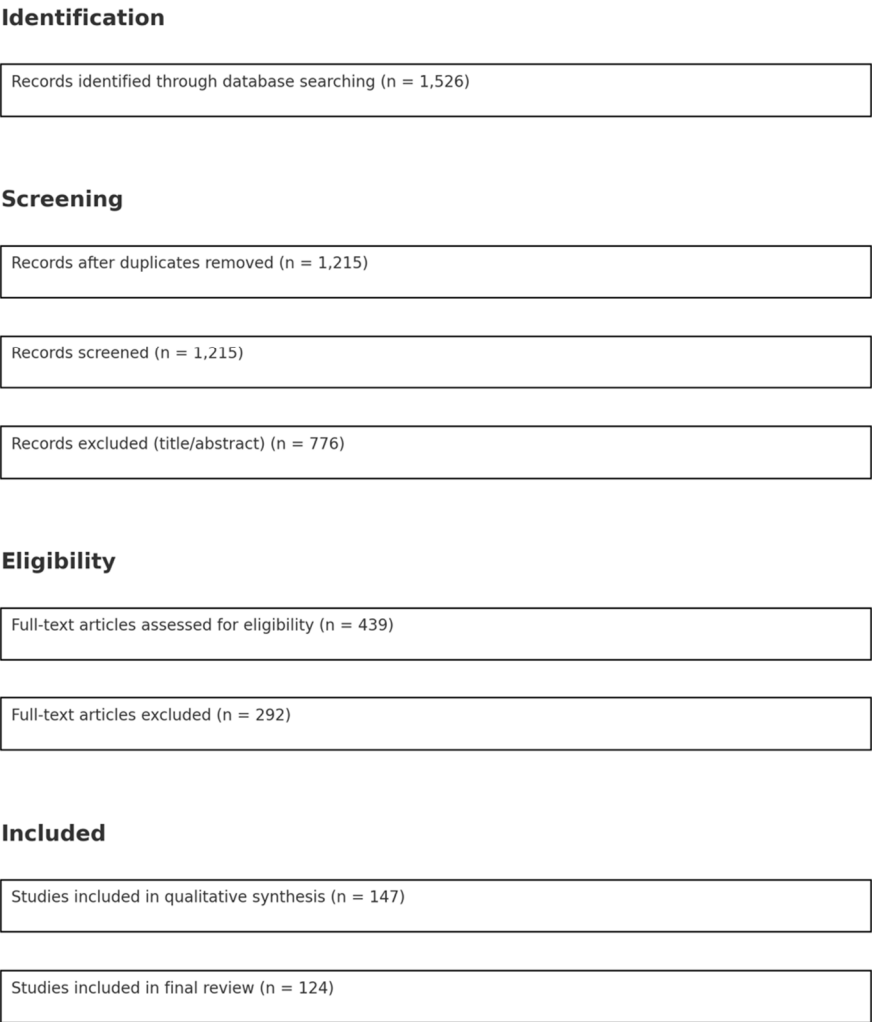 Identification
Records identified through database searching (n = 1,526)
Screening
Records after duplicates removed (n = 1,215)
Records screened (n = 1,215)
Records excluded (title/abstract) (n = 776)
Eligibility
Full-text articles assessed for eligibility (n = 439)
Full-text articles excluded (n = 292)
Included
Studies included in qualitative synthesis (n = 147)
Studies included in final review (n = 124)